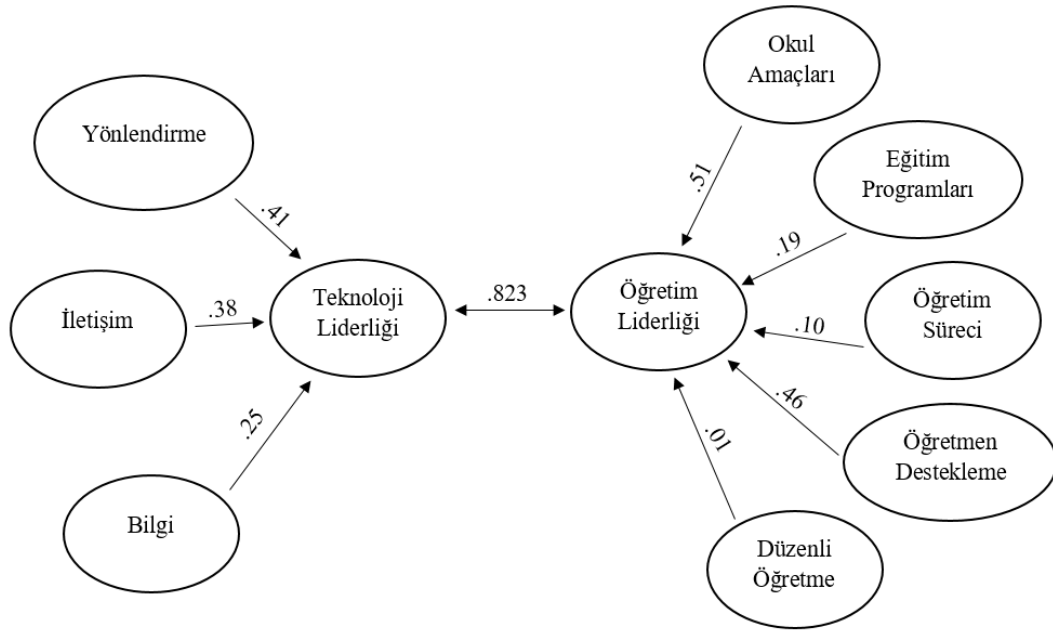 Okul
Amaçları
Yönlendirme
Eğitim
Programları
.51
.41
.19
İletişim
.38
Teknoloji
Liderliği
.823
Öğretim
Liderliği
Öğretim
Süreci
.10
.46
.25
.01
Öğretmen
Destekleme
Bilgi
Düzenli
Öğretme